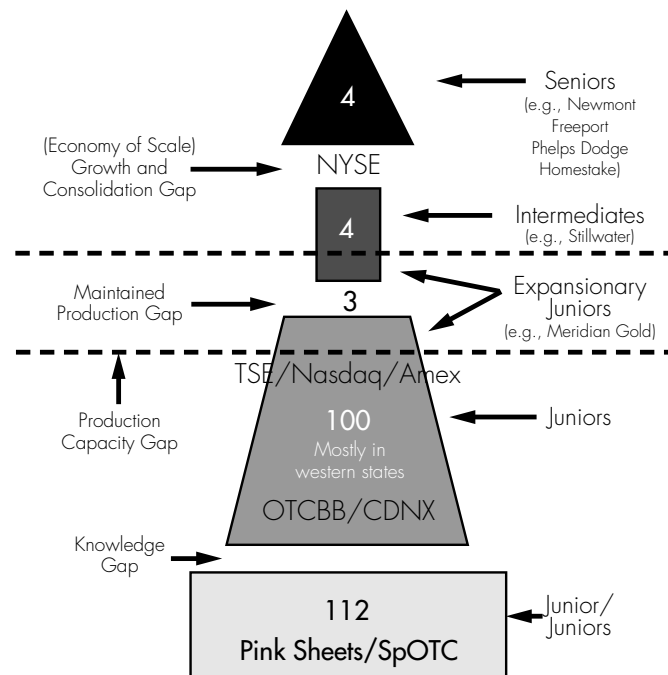 4
Seniors
(e.g., Newmont
Freeport
Phelps Dodge
Homestake)
(Economy of Scale)
Growth and
Consolidation Gap
NYSE
4
Intermediates
(e.g., Stillwater)
Maintained
Production Gap
3
Expansionary
Juniors
(e.g., Meridian Gold)
TSE/Nasdaq/Amex
Production
Capacity Gap
100
Mostly in
western states
Juniors
OTCBB/CDNX
Knowledge
Gap
112
Pink Sheets/SpOTC
Junior/
Juniors